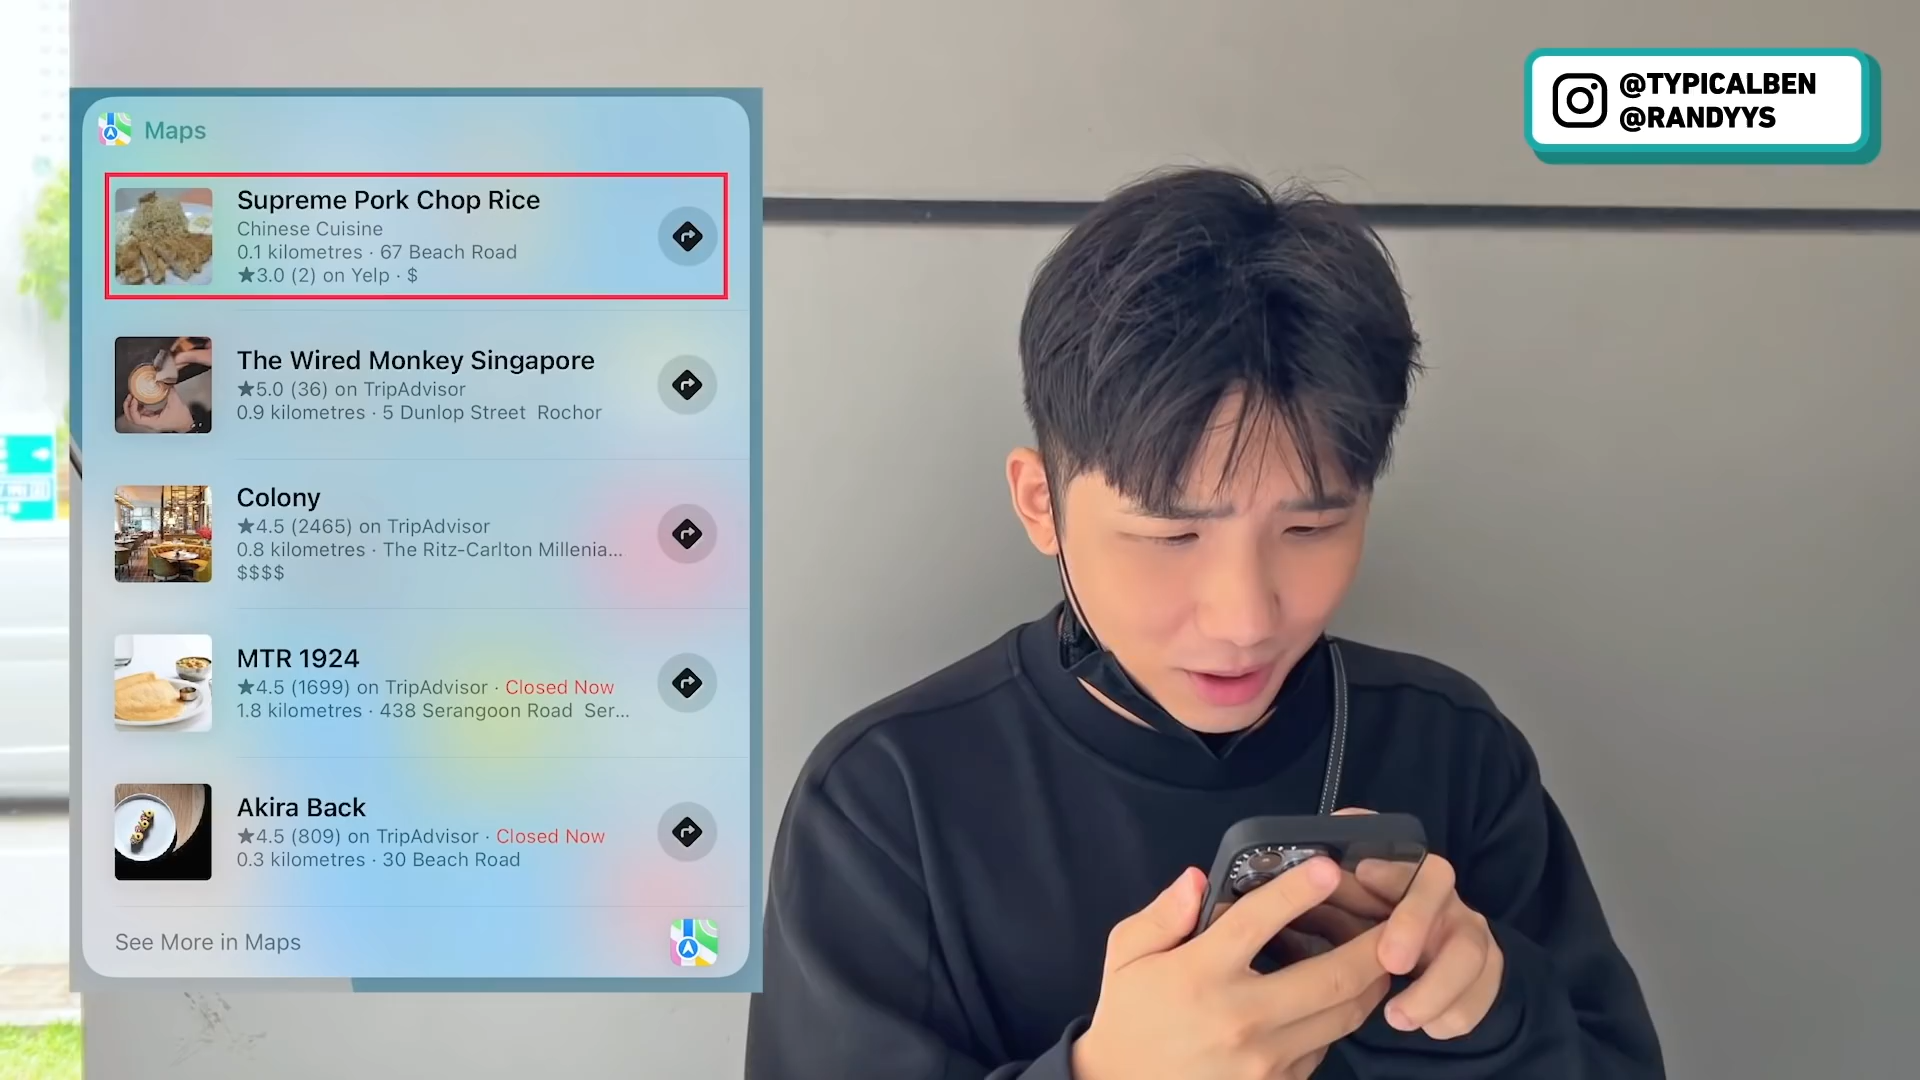 Maps
Supreme Pork Chop Rice
Chinese Cuisine
0.1 kilometres · 67 Beach Road
★3.0 (2) on Yelp · $
The Wired Monkey Singapore
★5.0 (36) on TripAdvisor
0.9 kilometres · 5 Dunlop Street Rochor
Colony
★4.5 (2465) on TripAdvisor
0.8 kilometres · The Ritz-Carlton Millenia...
$$$$
MTR 1924
★4.5 (1699) on TripAdvisor · Closed Now
1.8 kilometres · 438 Serangoon Road Ser...
Akira Back
★4.5 (809) on TripAdvisor · Closed Now
0.3 kilometres · 30 Beach Road
See More in Maps
@TYPICALBEN
@RANDYYS